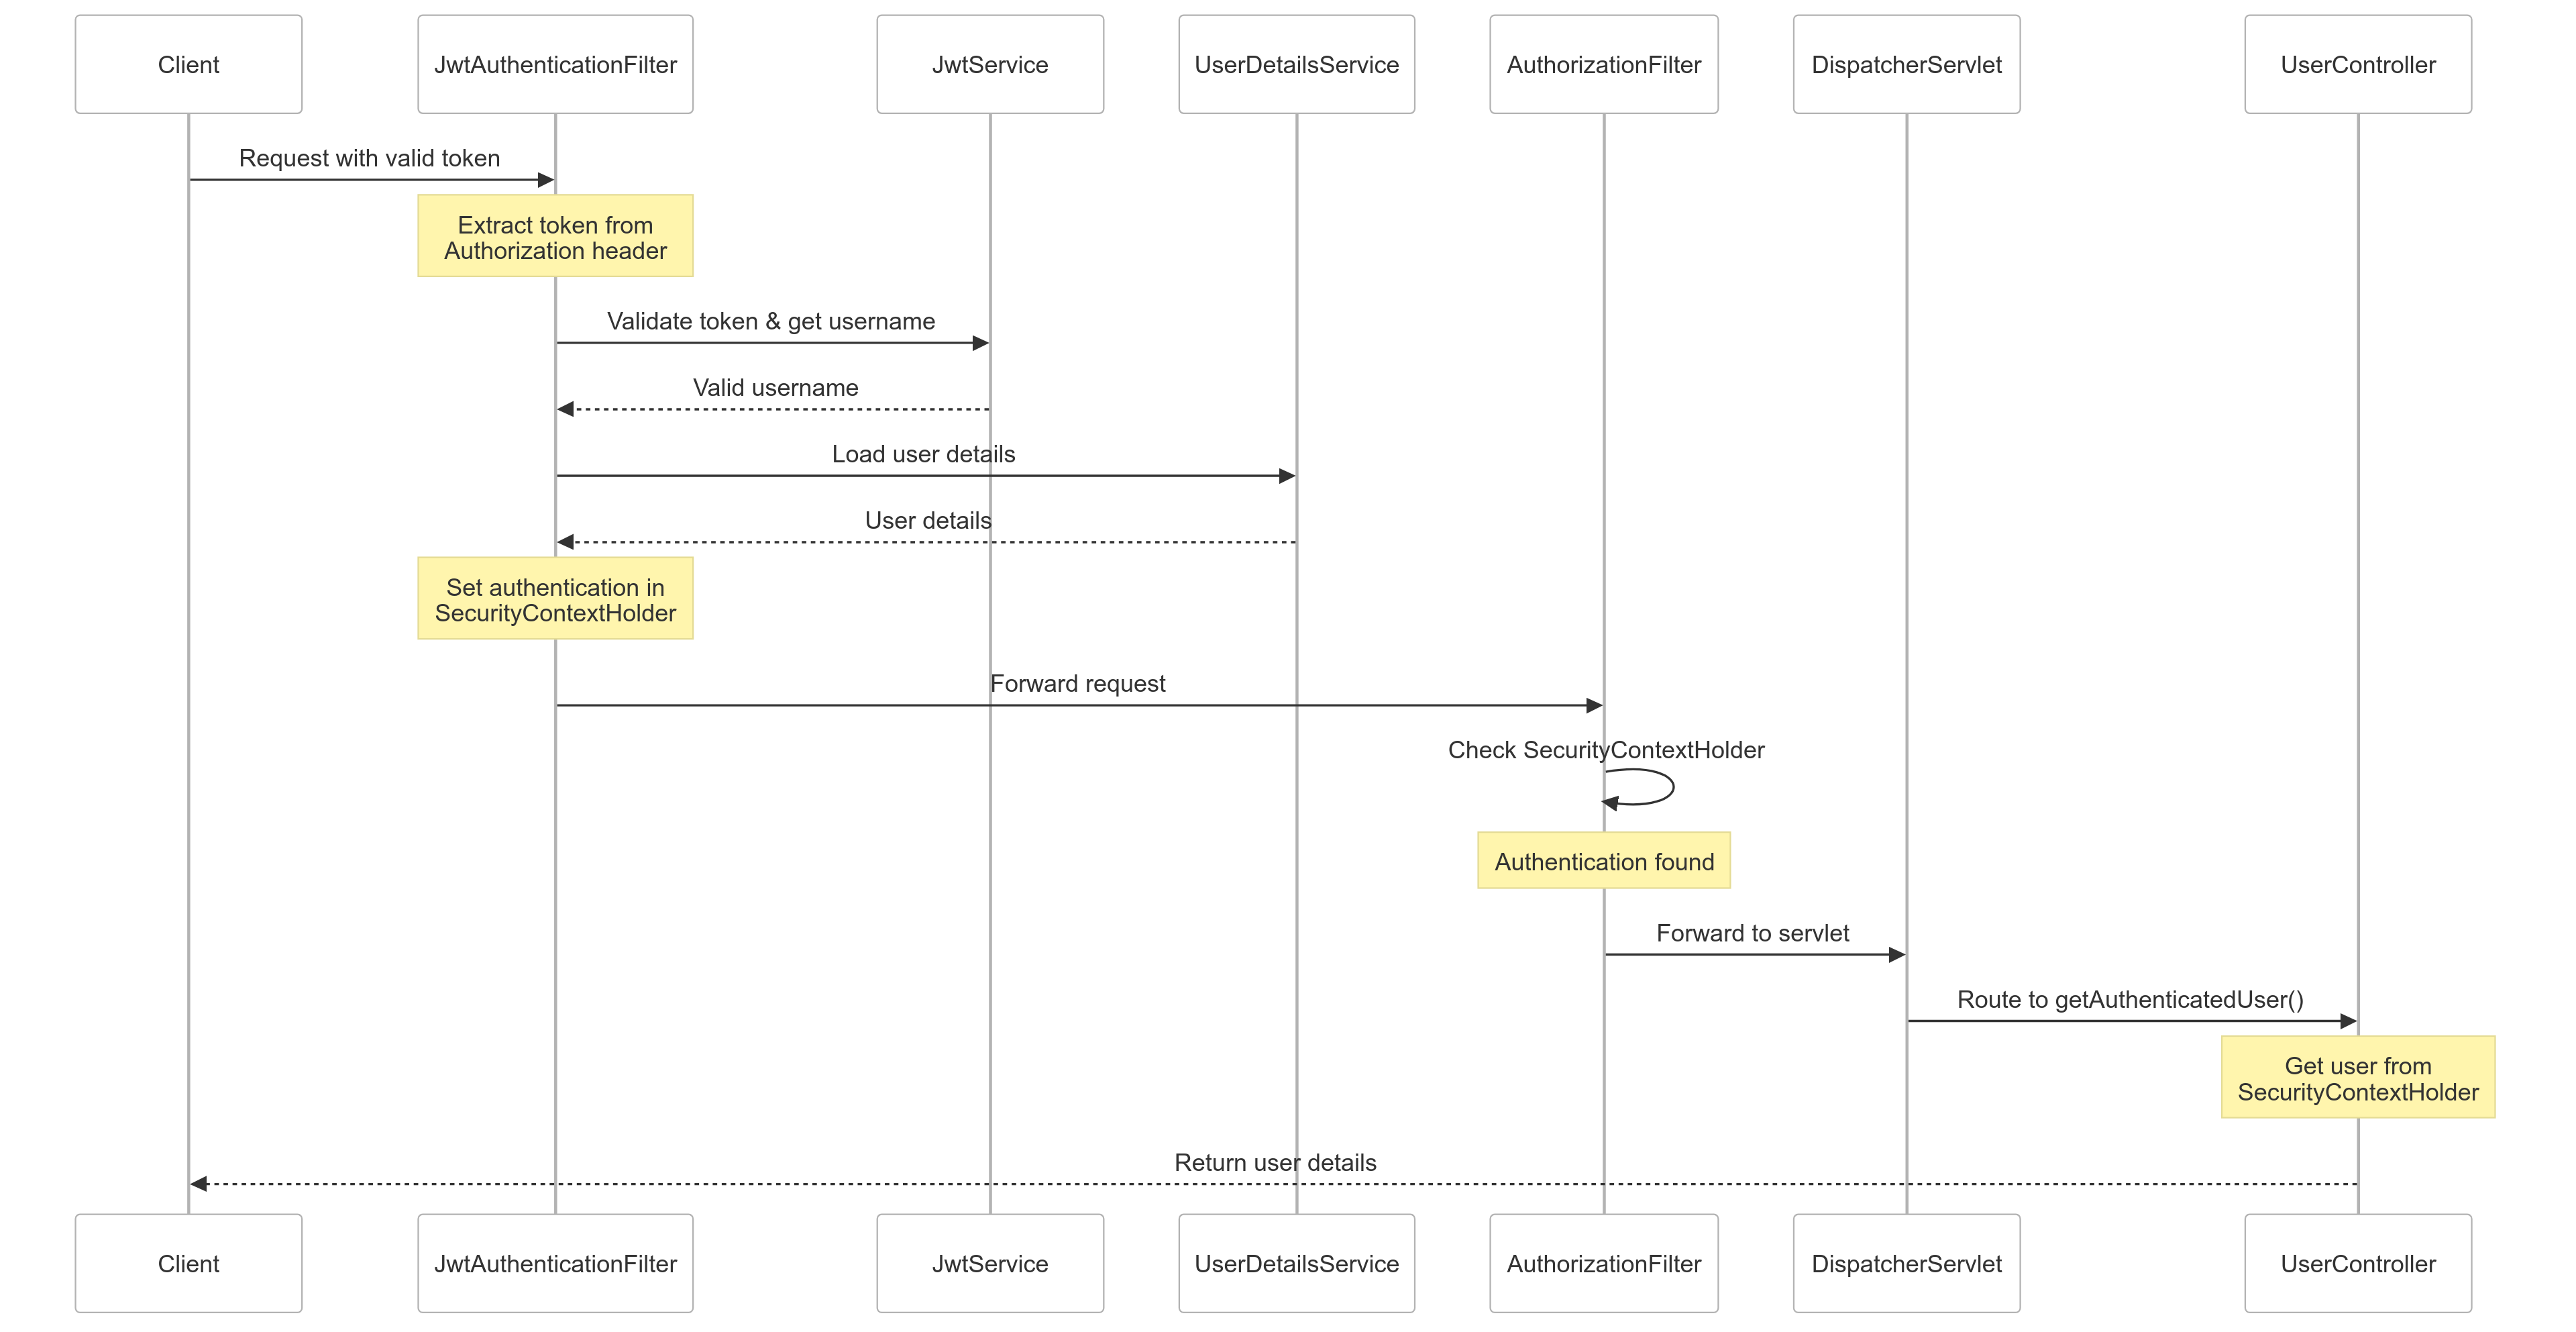 Client
JwtAuthenticationFilter
JwtService
UserDetailsService
AuthorizationFilter
DispatcherServlet
UserController
Request with valid token
Extract token from
Authorization header
Validate token & get username
Valid username
Load user details
User details
Set authentication in
SecurityContextHolder
Forward request
Check SecurityContextHolder
Authentication found
Forward to servlet
Route to getAuthenticatedUser()
Get user from
SecurityContextHolder
Return user details
Client
JwtAuthenticationFilter
JwtService
UserDetailsService
AuthorizationFilter
DispatcherServlet
UserController